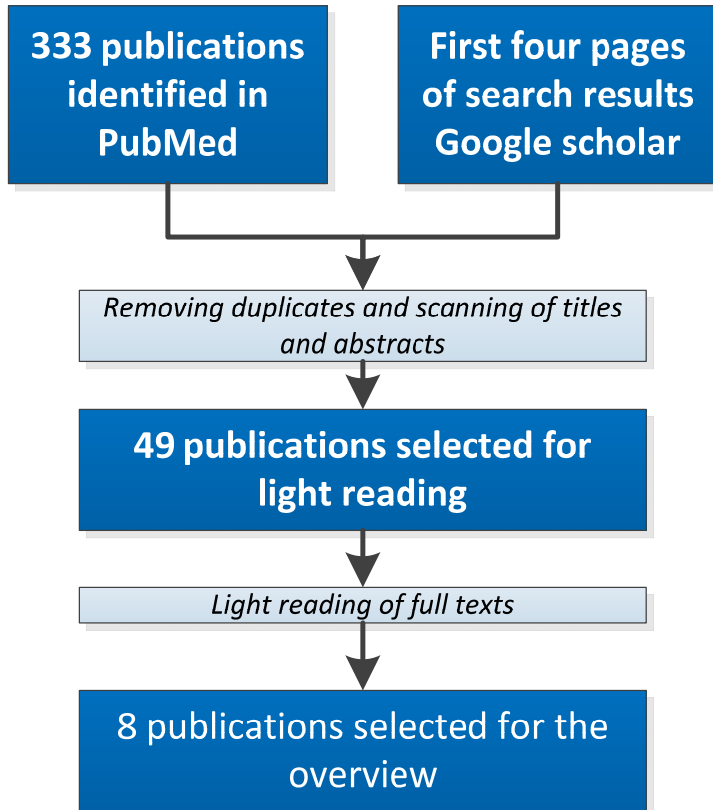 333 publications
identified in
PubMed
First four pages
of search results
Google scholar
Removing duplicates and scanning of titles
and abstracts
49 publications selected for
light reading
Light reading of full texts
8 publications selected for the
overview